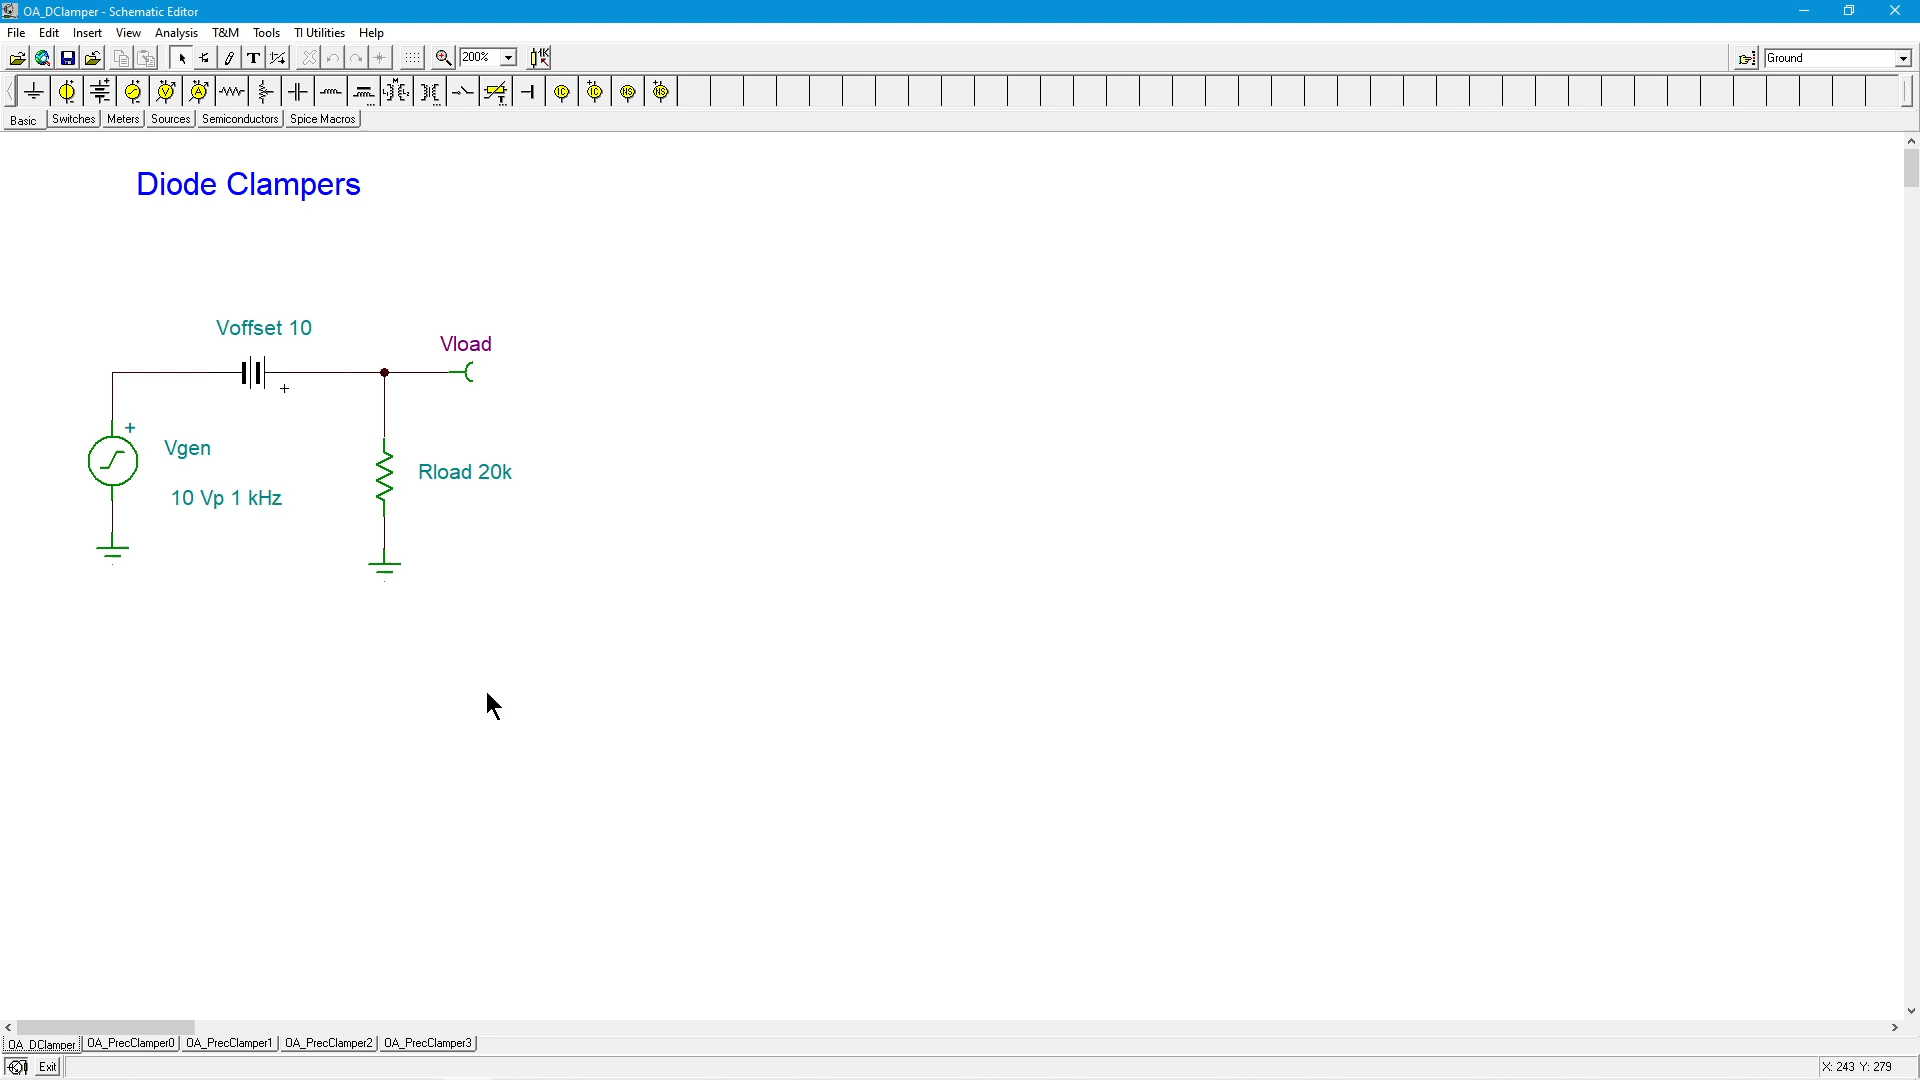 OA_DClamper - Schematic Editor
File Edit Insert View Analysis T&M Tools TI Utilities Help
T 200% 1K Ground
Basic Switches Meters Sources Semiconductors Spice Macros
Diode Clampers
Voffset 10
Vload
+
+
Vgen
Rload 20k
10 Vp 1 kHz
OA_DClamper OA_PrecClamper0 OA_PrecClamper1 OA_PrecClamper2 OA_PrecClamper3
Exit X: 243 Y: 279